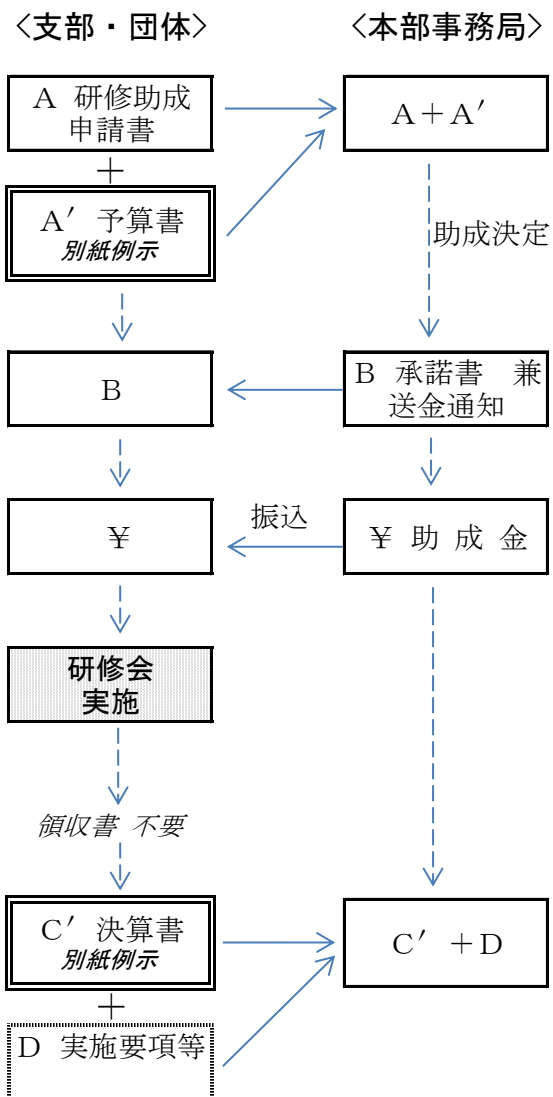 <支部・団体>
<本部事務局>
A 研修助成
申請書
+
A′ 予算書
別紙例示
A+A′
助成決定
B
B 承諾書 兼
送金通知
¥
振込
¥ 助 成 金
研修会
実施
領収書 不要
C′ 決算書
別紙例示
+
D 実施要項等
C′ +D